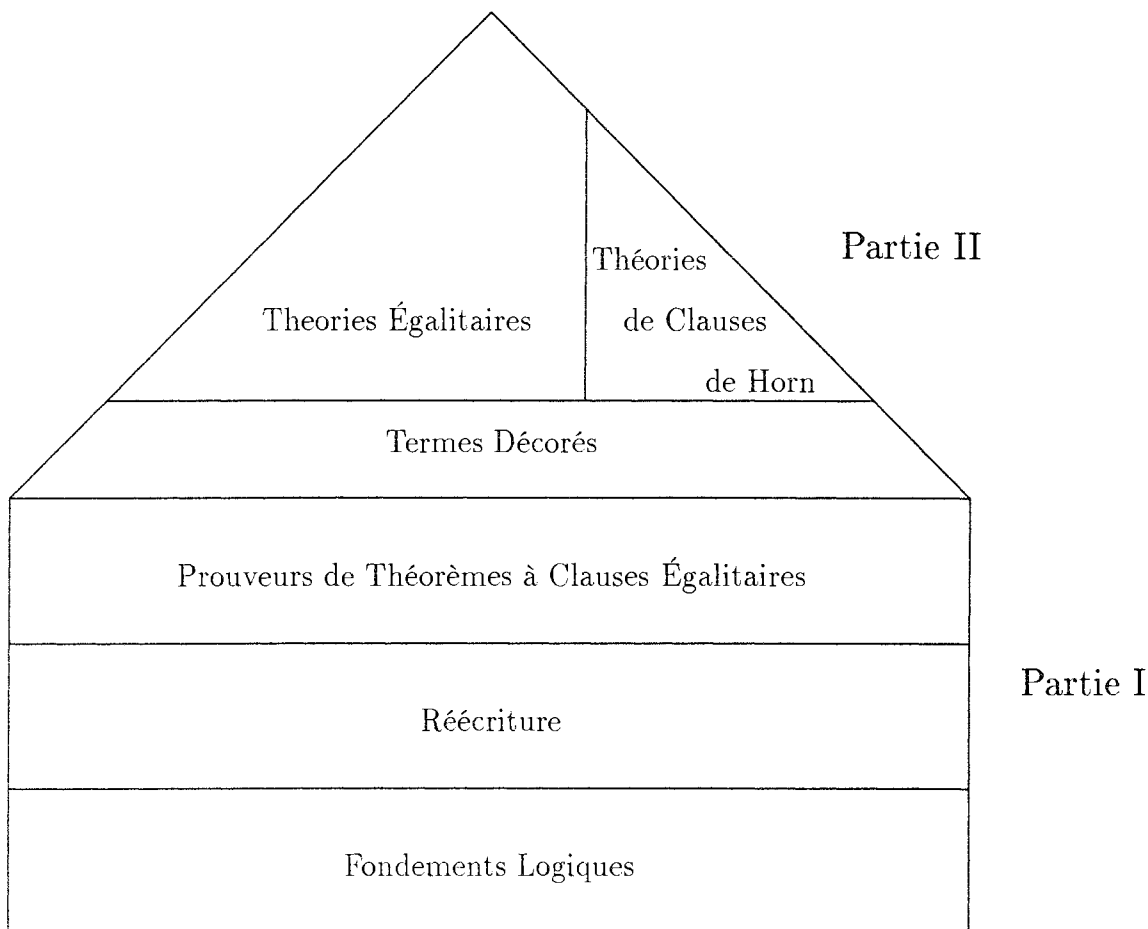 Partie II
Théories
Theories Égalitaires
de Clauses
de Horn
Termes Décorés
Prouveurs de Théorèmes à Clauses Égalitaires
Partie I
Réécriture
Fondements Logiques